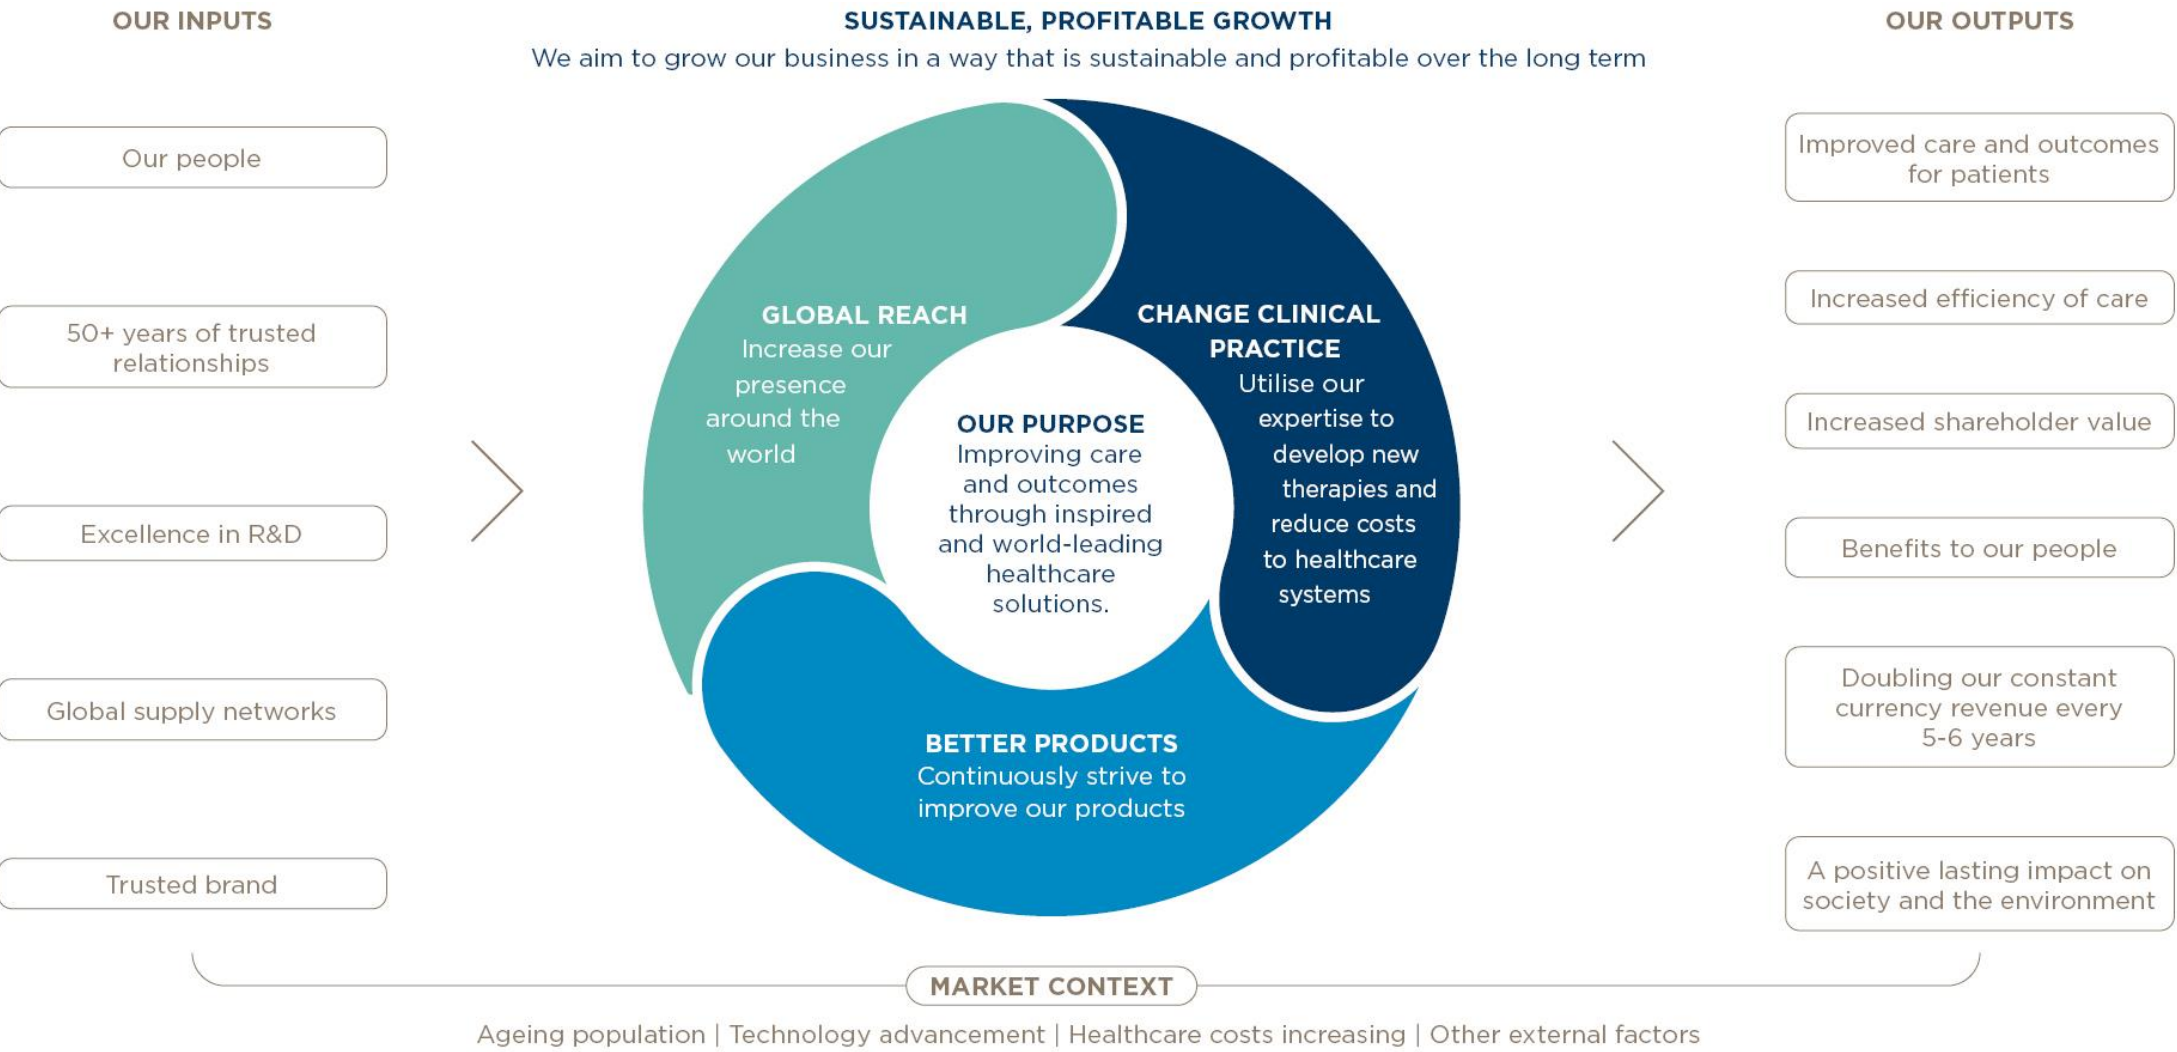 OUR INPUTS
Our people
50+ years of trusted
relationships
Excellence in R&D
Global supply networks
Trusted brand
SUSTAINABLE, PROFITABLE GROWTH
We aim to grow our business in a way that is sustainable and profitable over the long term
GLOBAL REACH
Increase our
presence
around the
world
CHANGE CLINICAL
PRACTICE
Utilise our
expertise to
develop new
therapies and
reduce costs
to healthcare
systems
OUR PURPOSE
Improving care
and outcomes
through inspired
and world-leading
healthcare
solutions.
BETTER PRODUCTS
Continuously strive to
improve our products
OUR OUTPUTS
Improved care and outcomes
for patients
Increased efficiency of care
Increased shareholder value
Benefits to our people
Doubling our constant
currency revenue every
5-6 years
A positive lasting impact on
society and the environment
MARKET CONTEXT
Ageing population | Technology advancement | Healthcare costs increasing | Other external factors